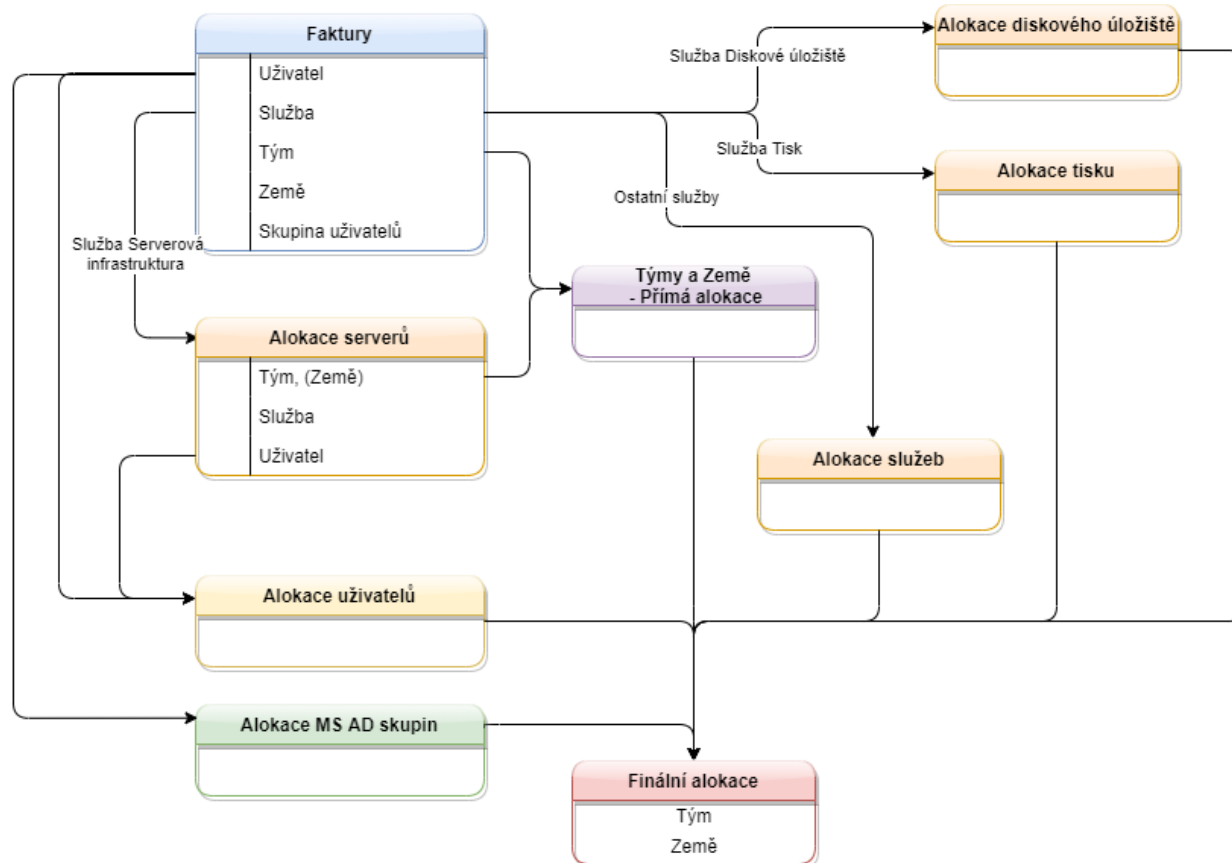 Faktury
Uživatel
Služba
Tým
Země
Skupina uživatelů
Služba Diskové úložiště
Alokace diskového úložiště
Služba Tisk
Alokace tisku
Ostatní služby
Služba Serverová
infrastruktura
Týmy a Země
- Přímá alokace
Alokace serverů
Tým, (Země)
Služba
Uživatel
Alokace služeb
Alokace uživatelů
Alokace MS AD skupin
Finální alokace
Tým
Země